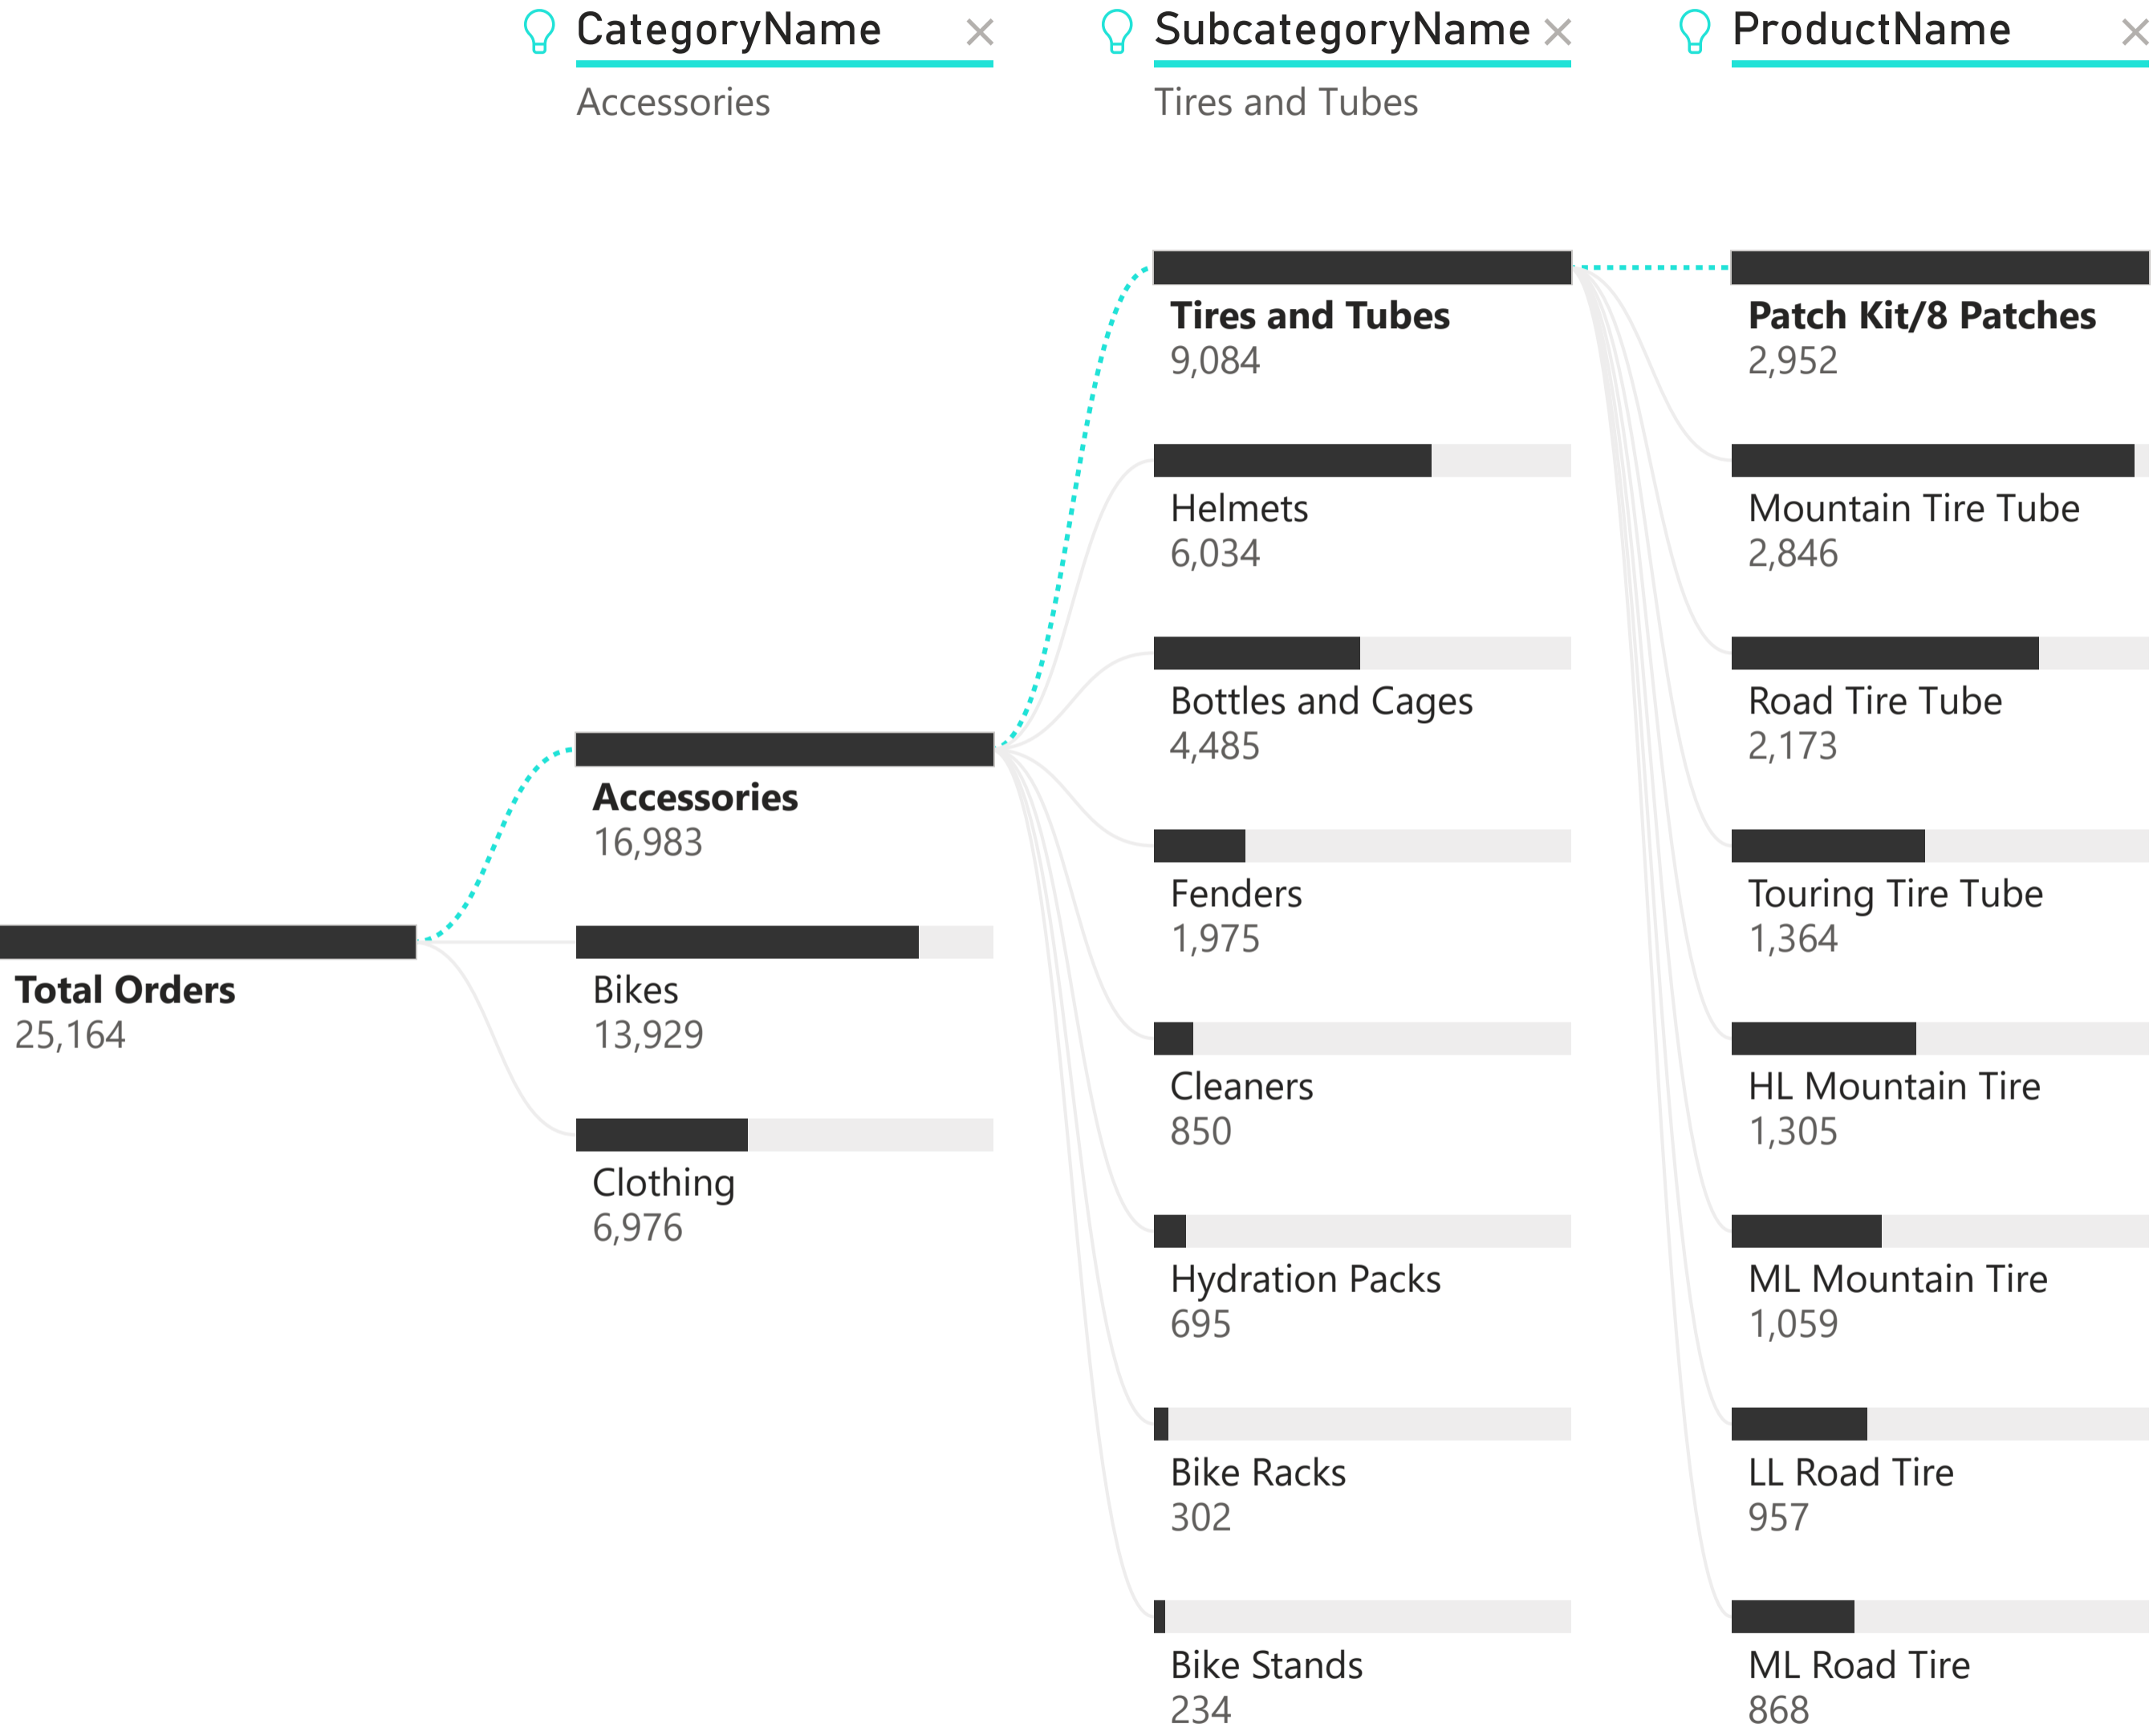 CategoryName
Accessories
SubcategoryName
Tires and Tubes
ProductName
Total Orders
25,164
Accessories
16,983
Bikes
13,929
Clothing
6,976
Tires and Tubes
9,084
Helmets
6,034
Bottles and Cages
4,485
Fenders
1,975
Cleaners
850
Hydration Packs
695
Bike Racks
302
Bike Stands
234
Patch Kit/8 Patches
2,952
Mountain Tire Tube
2,846
Road Tire Tube
2,173
Touring Tire Tube
1,364
HL Mountain Tire
1,305
ML Mountain Tire
1,059
LL Road Tire
957
ML Road Tire
868